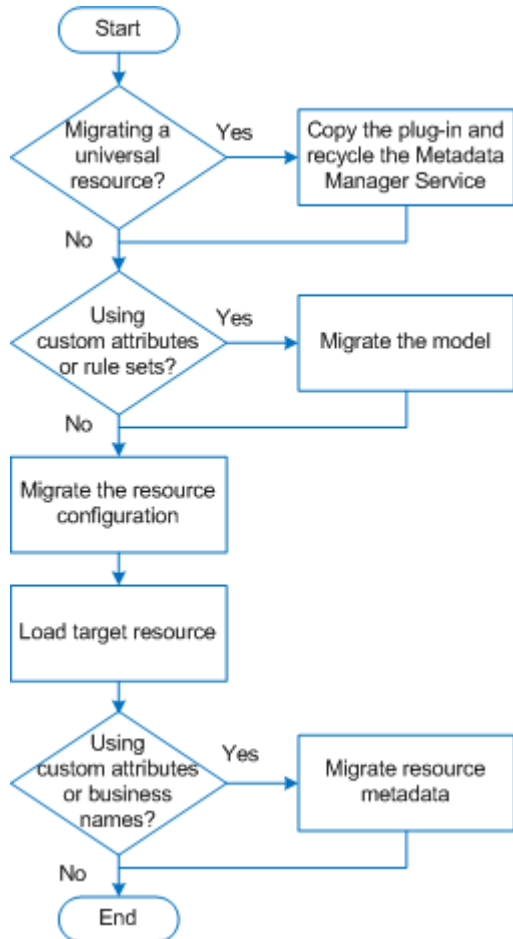 Start
Migrating a
universal
resource?
Yes
Copy the plug-in and
recycle the Metadata
Manager Service
No
Using
custom attributes
or rule sets?
Yes
Migrate the model
No
Migrate the resource
configuration
Load target resource
Using
custom attributes
or business
names?
Yes
Migrate resource
metadata
No
End